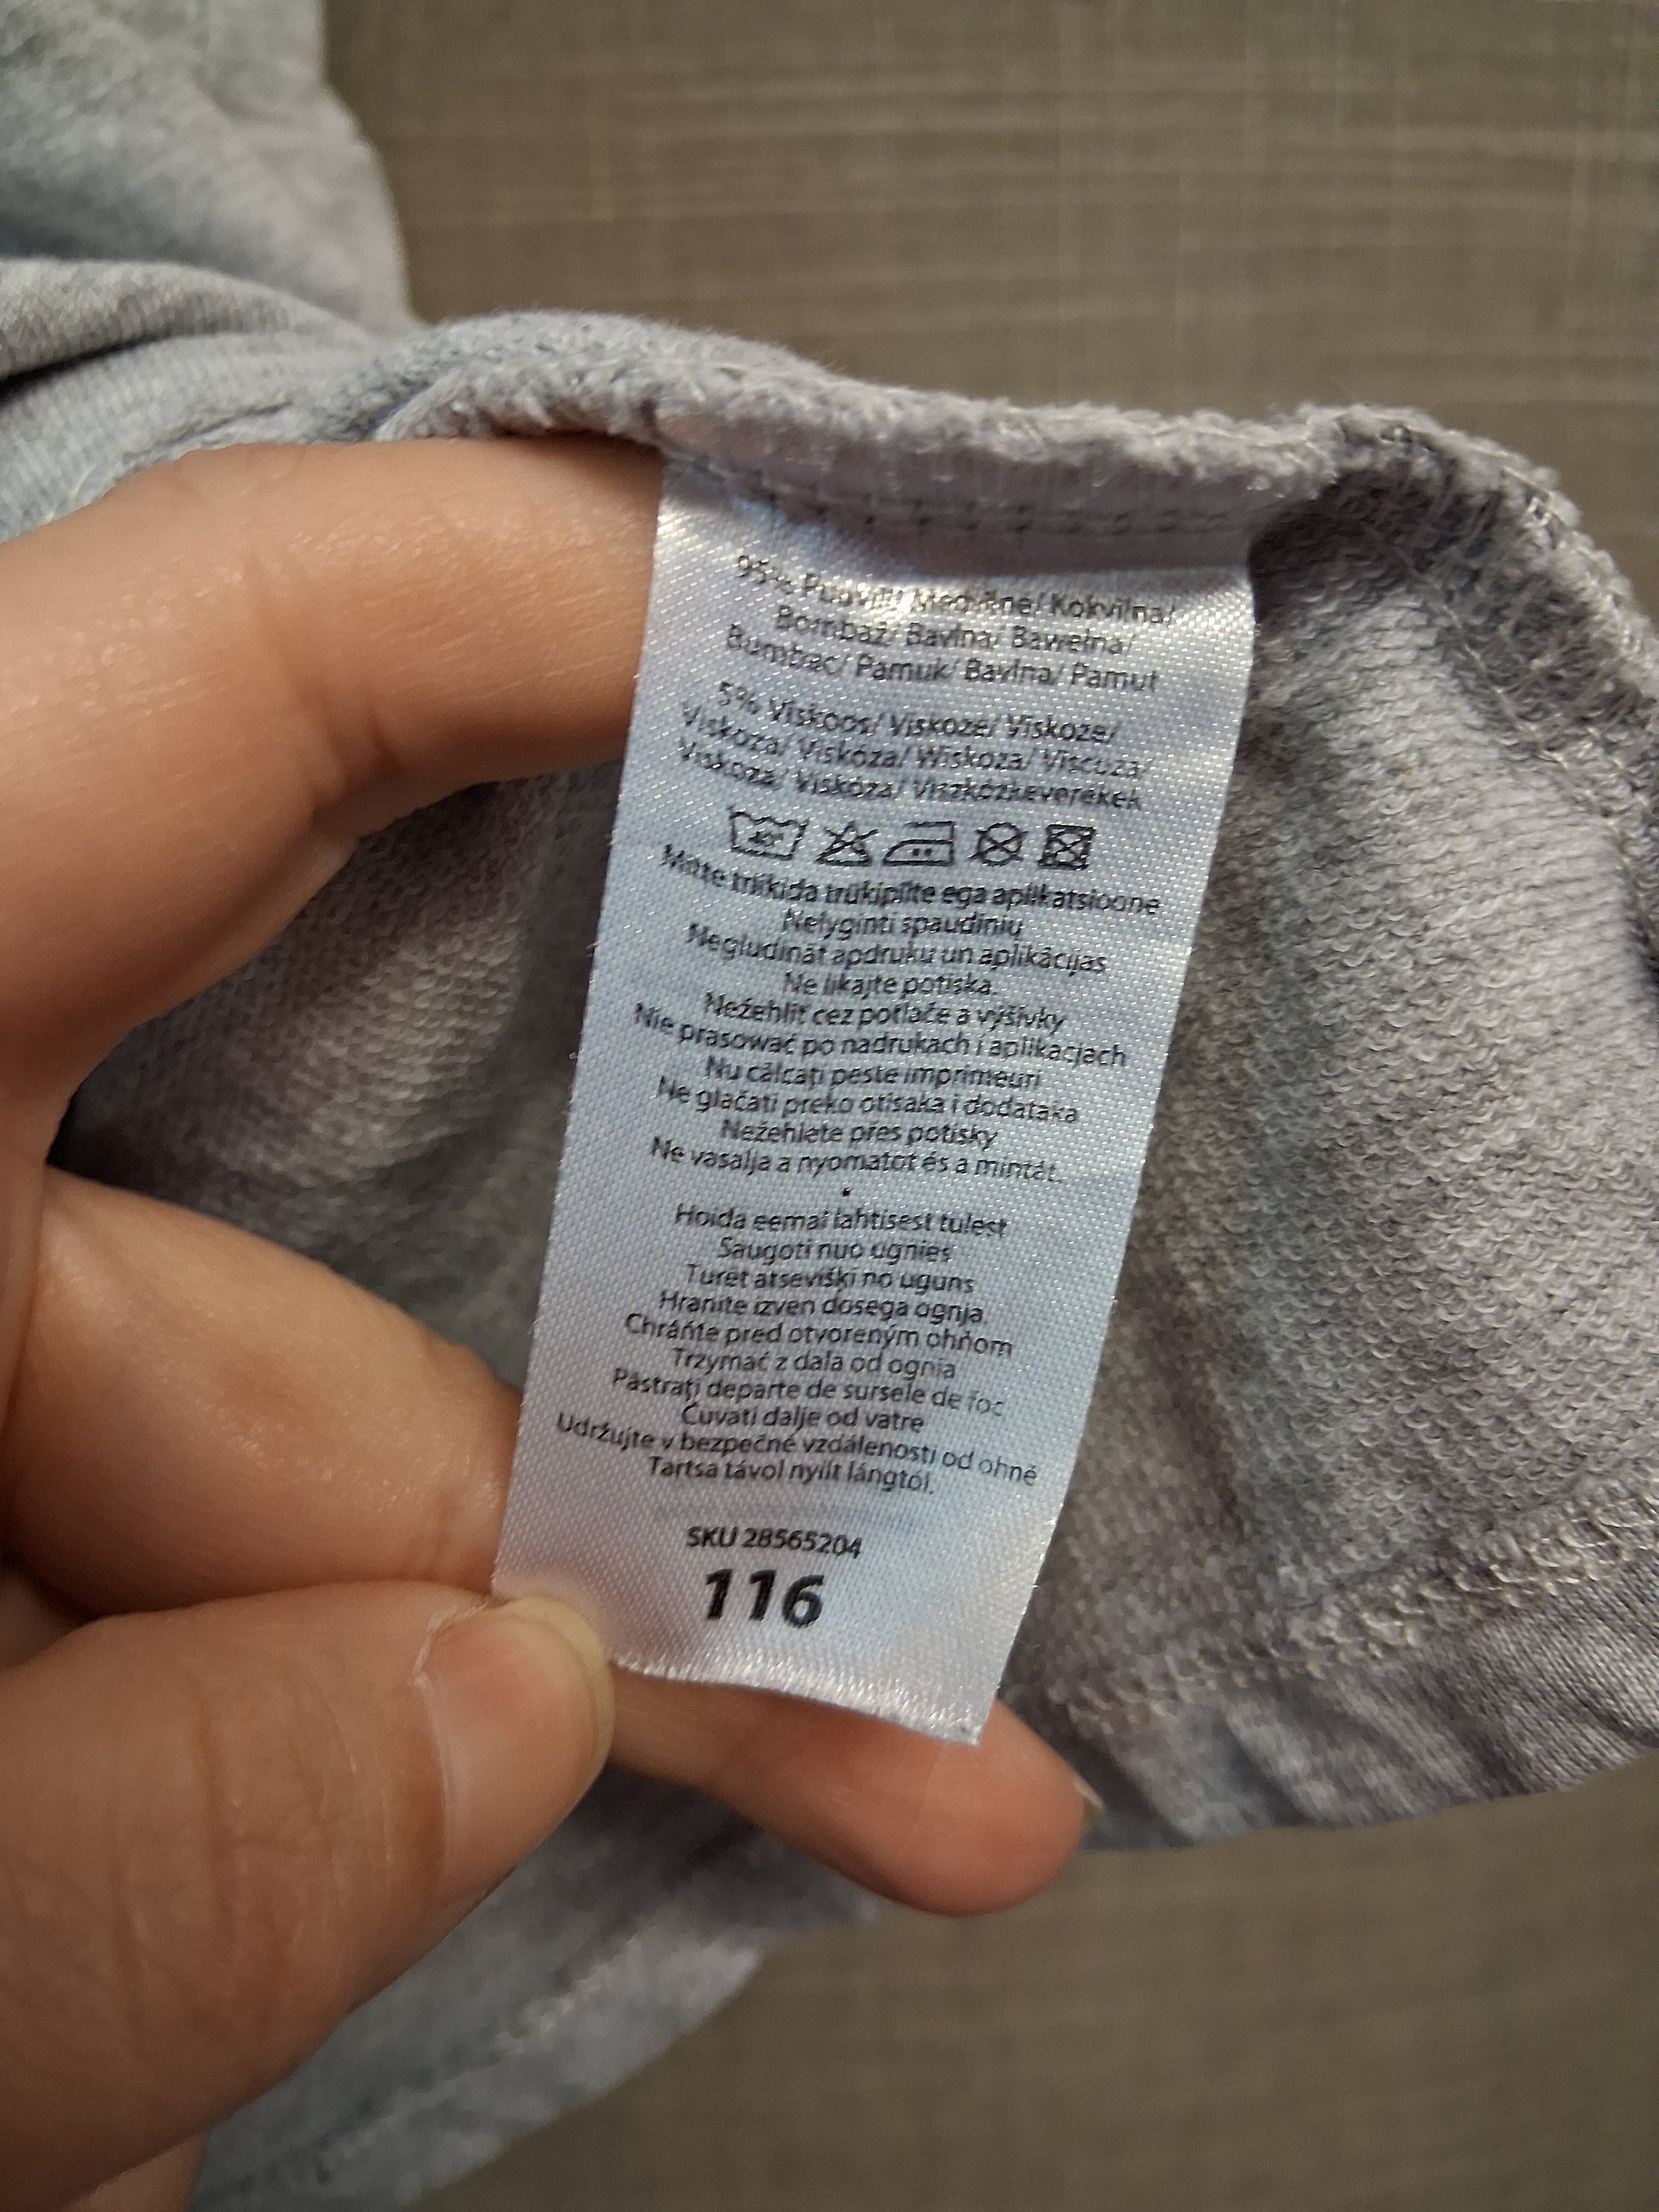 95% Puuvill/ Medvilnė/ Kokvilna/
Bombaž/ Bavlna/ Bawełna/
Bumbac/ Pamuk/ Bavlna/ Pamut
5% Viskoos/ Viskozė/ Viskoze/
Viskoza/ Viskóza/ Wiskoza/ Viscoza/
Viskoza/ Viskóza/ Viszkózkeverékek
40°
Mitte triikida trükipilte ega aplikatsioone
Nelyginti spaudinių
Negludināt apdruku un aplikācijas
Ne likajte potiska.
Nežehlit cez potlače a výšivky
Nie prasować po nadrukach i aplikacjach
Nu călcați peste imprimeuri
Ne glačati preko otisaka i dodataka
Nežehlete přes potisky
Ne vasalja a nyomatot és a mintát.
•
Hoida eemal lahtisest tulest
Saugoti nuo ugnies
Turēt atsevišķi no uguns
Hranite izven dosega ognja
Chráňte pred otvoreným ohňom
Trzymać z dala od ognia
Păstrați departe de sursele de foc
Čuvati dalje od vatre
Udržujte v bezpečné vzdálenosti od ohně
Tartsa távol nyílt lángtól.
SKU 28565204
116